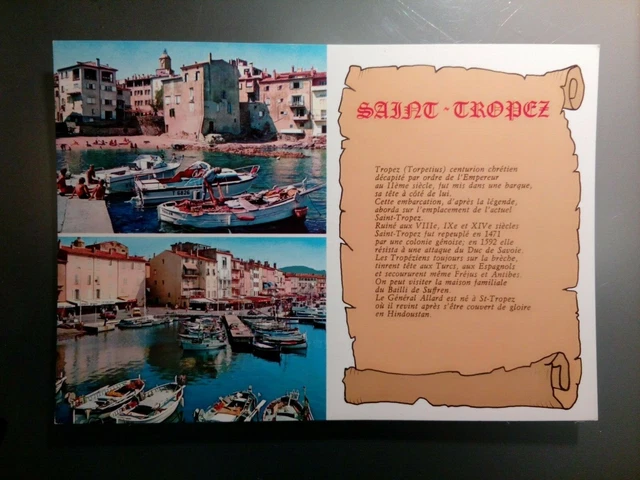 SAINT-TROPEZ
Tropez (Torpetius) centurion chrétien
décapité par ordre de l'Empereur
au IIème siècle, fut mis dans une barque,
sa tête à côté de lui.
Cette embarcation, d'après la légende,
aborda sur l'emplacement de l'actuel
Saint-Tropez.
Ruiné aux VIIIe, IXe et XIVe siècles
Saint-Tropez fut repeuplé en 1471
par une colonie génoise; en 1592 elle
résista à une attaque du Duc de Savoie.
Les Tropéziens toujours sur la brèche,
tinrent tête aux Turcs, aux Espagnols
et secoururent même Fréjus et Antibes.
On peut visiter la maison familiale
du Bailli de Suffren.
Le Général Allard est né à St-Tropez
où il revint après s'être couvert de gloire
en Hindoustan.